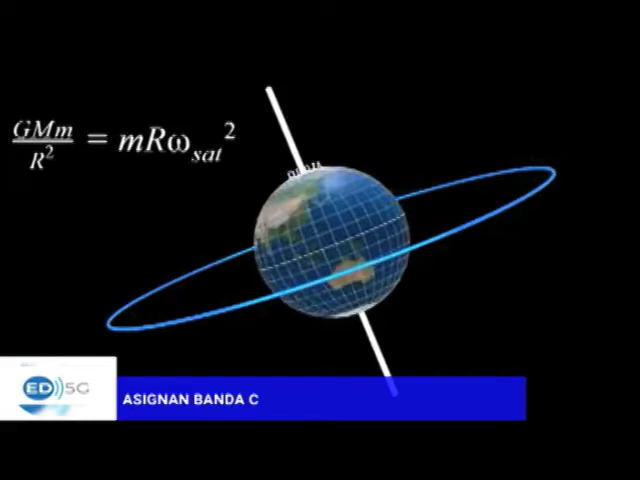 GMm/R² = mRω_sat²
ED SG
ASIGNAN BANDA C